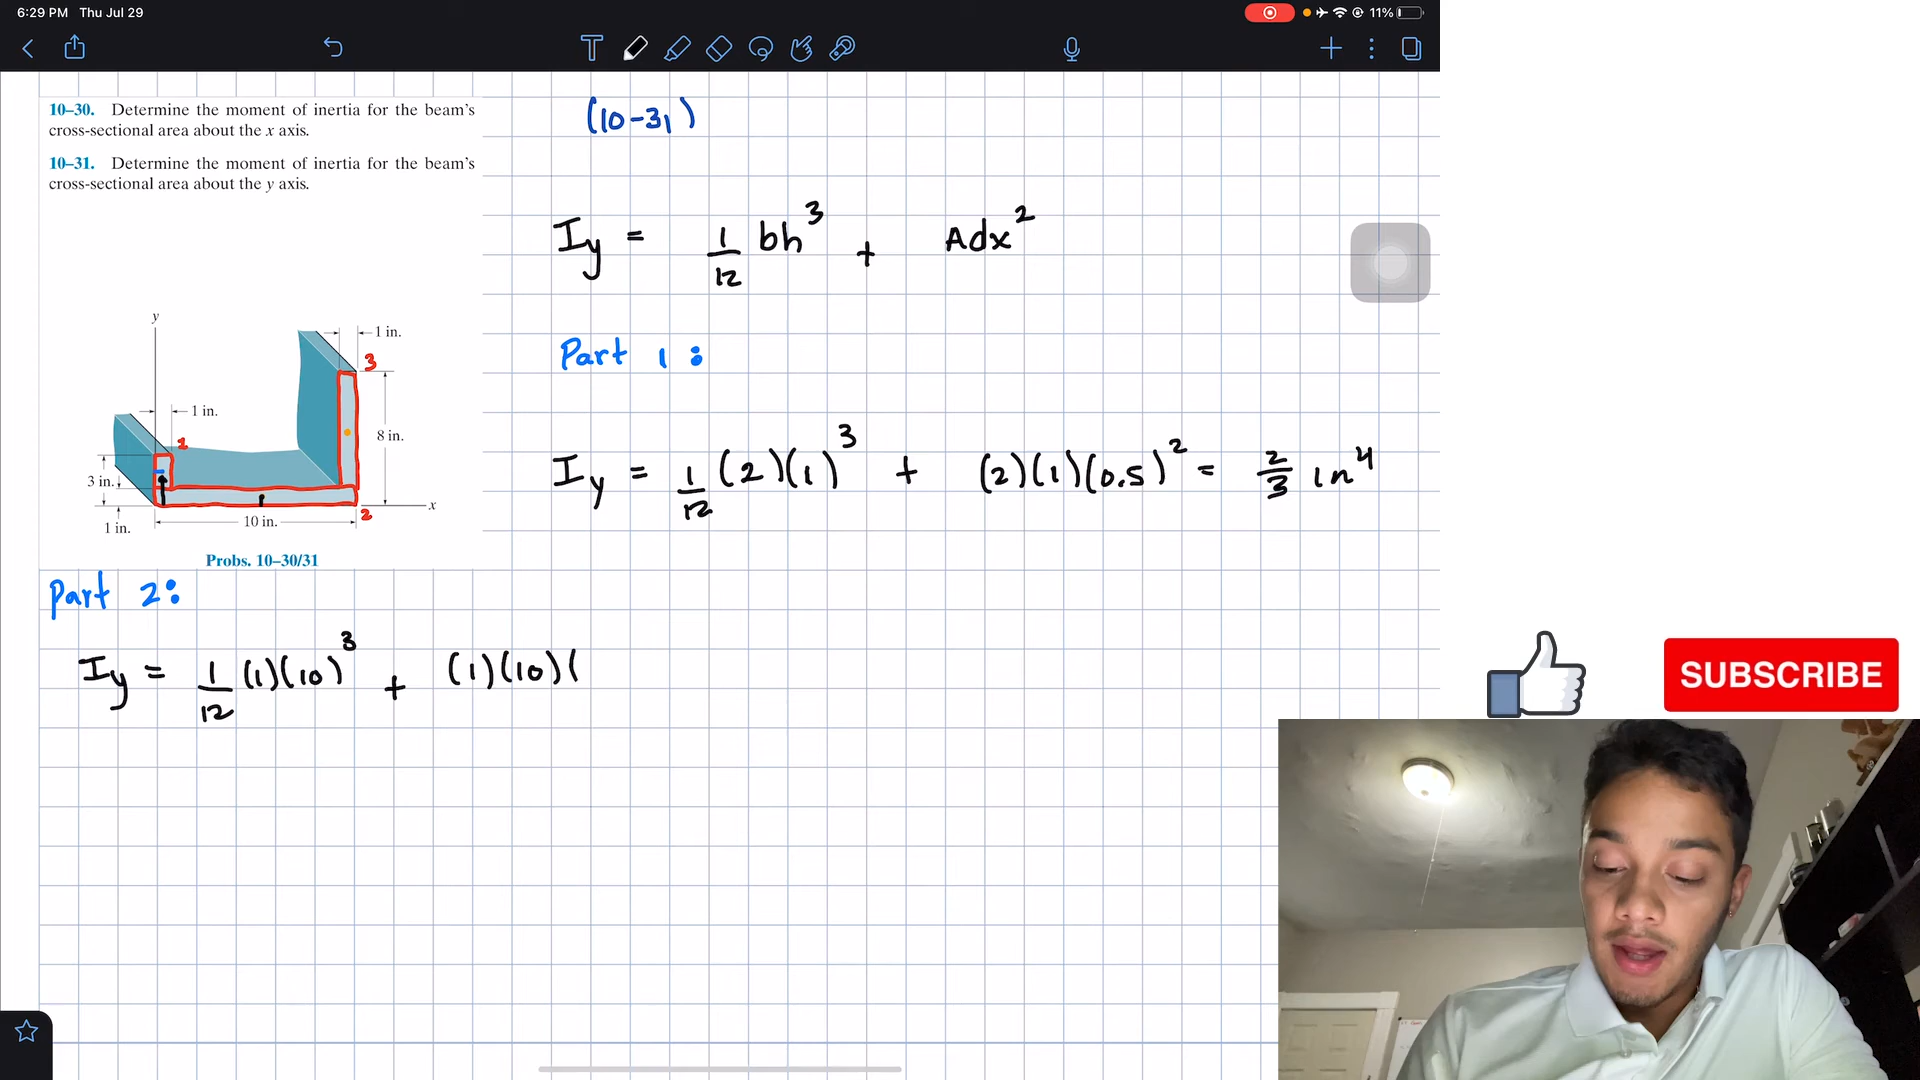 6:29 PM Thu Jul 29
11%
T
10–30. Determine the moment of inertia for the beam's
cross-sectional area about the x axis.
10–31. Determine the moment of inertia for the beam's
cross-sectional area about the y axis.
y
1 in.
3
1 in.
1
8 in.
3 in.
x
2
10 in.
1 in.
Probs. 10–30/31
(10-31)
Iy = 1/12 bh³ + Adx²
Part 1:
Iy = 1/12 (2)(1)³ + (2)(1)(0.5)² = 2/3 in⁴
Part 2:
Iy = 1/12 (1)(10)³ + (1)(10)(
SUBSCRIBE